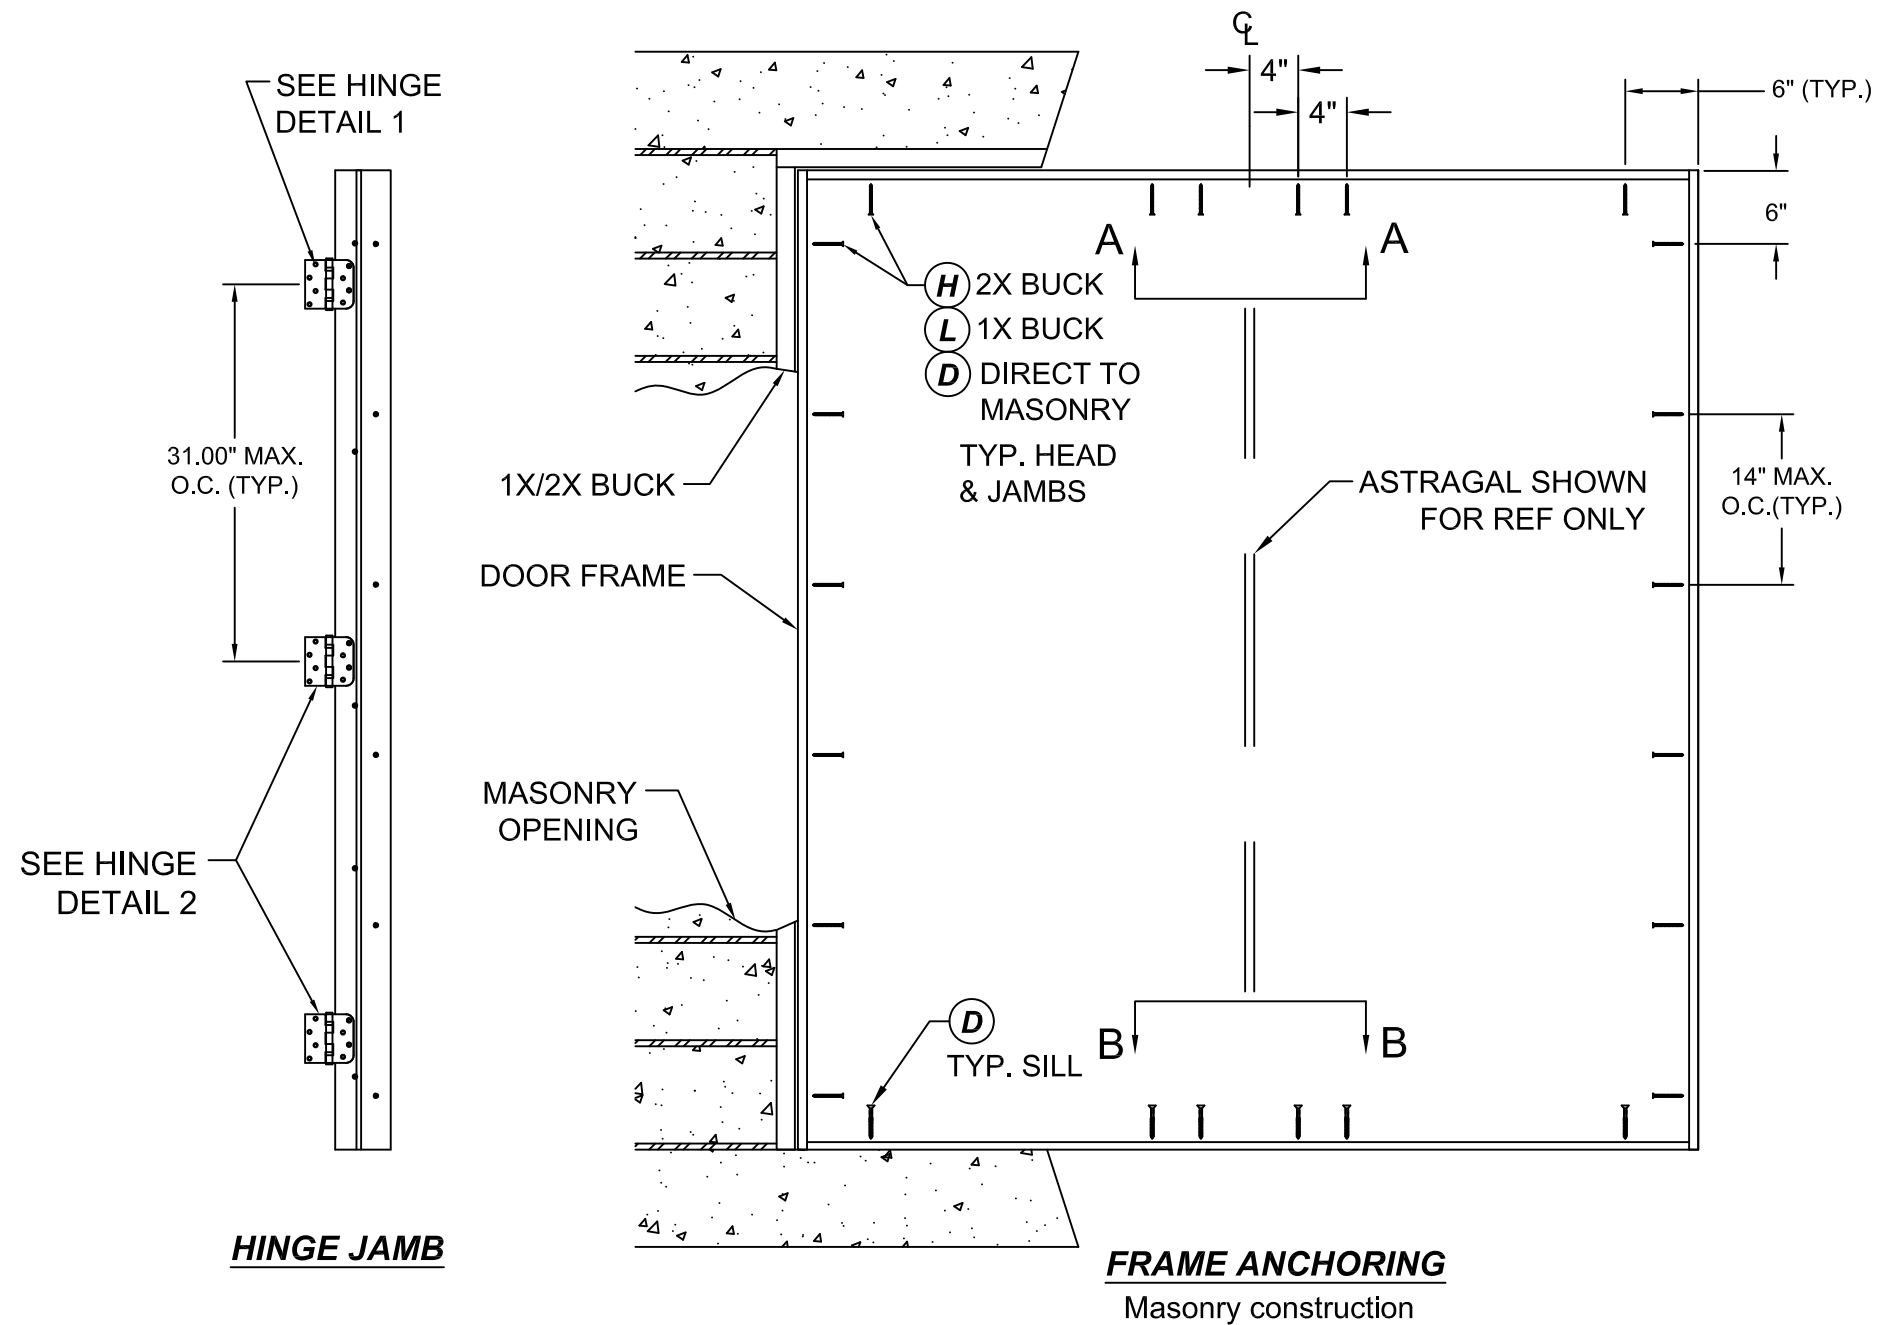 SEE HINGE
DETAIL 1
31.00" MAX.
O.C. (TYP.)
SEE HINGE
DETAIL 2
HINGE JAMB
℄
4"
4"
6" (TYP.)
6"
A
A
H 2X BUCK
L 1X BUCK
D DIRECT TO
MASONRY
TYP. HEAD
& JAMBS
1X/2X BUCK
ASTRAGAL SHOWN
FOR REF ONLY
14" MAX.
O.C.(TYP.)
DOOR FRAME
MASONRY
OPENING
D
TYP. SILL
B
B
FRAME ANCHORING
Masonry construction